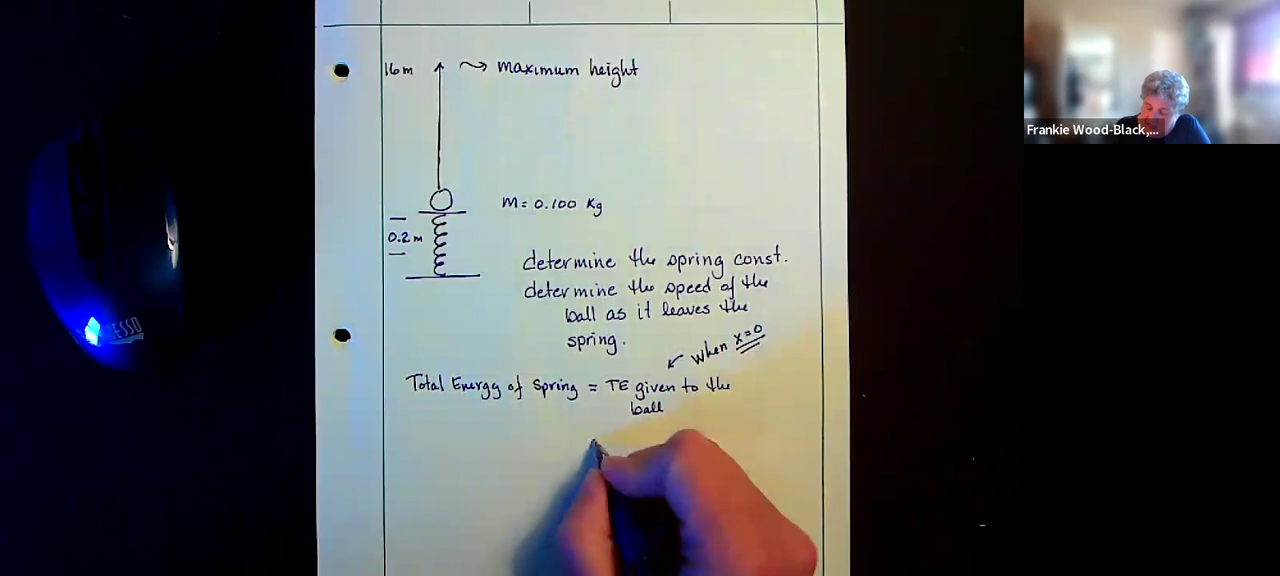 16m ~> maximum height
m = 0.100 Kg
0.2 m
determine the spring const.
determine the speed of the
ball as it leaves the
spring.
when x=0
Total Energy of Spring = TE given to the
ball
Frankie Wood-Black,...